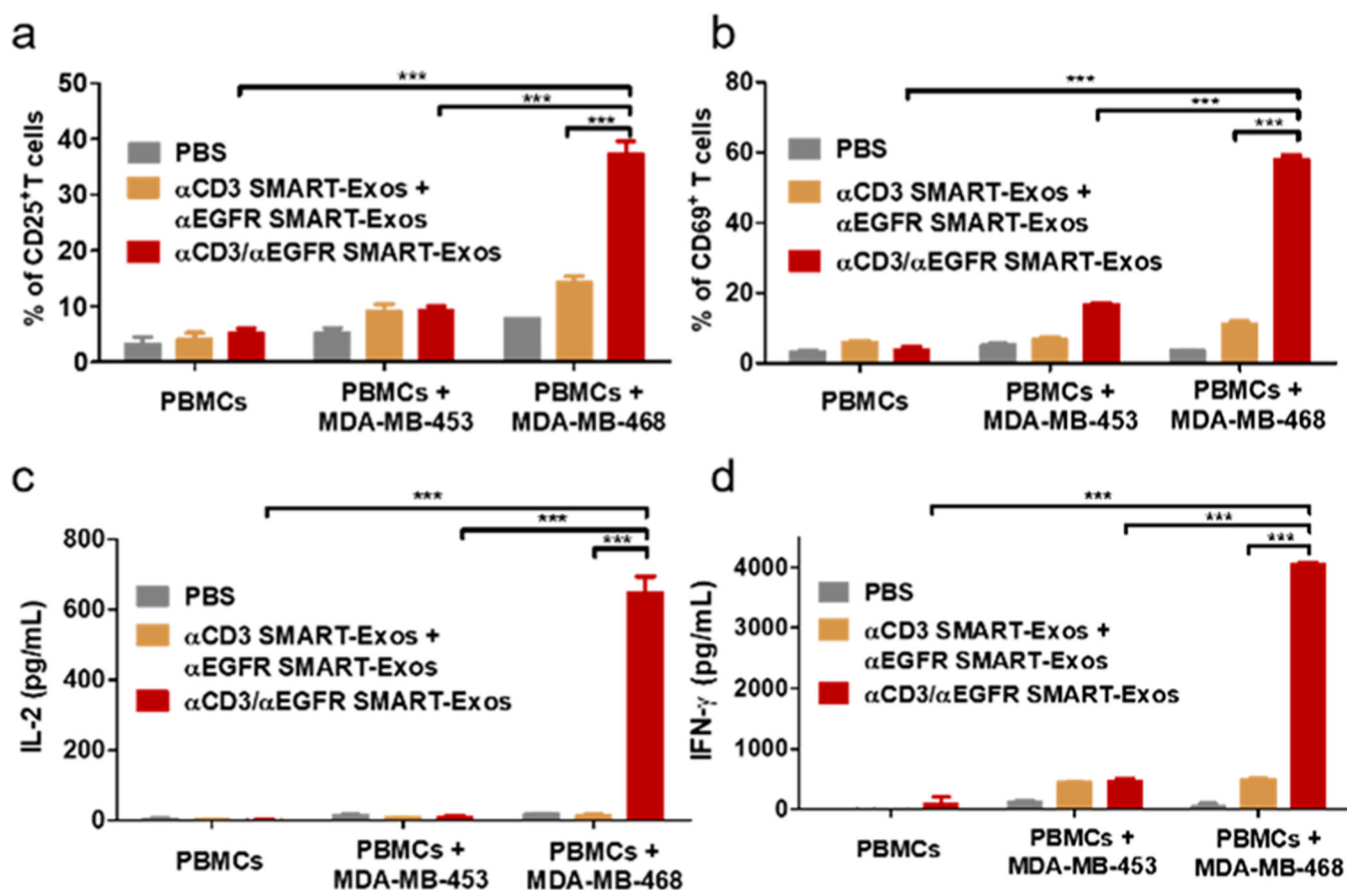 a
% of CD25⁺T cells
50
40
30
20
10
0
***
***
***
PBS
αCD3 SMART-Exos +
αEGFR SMART-Exos
αCD3/αEGFR SMART-Exos
PBMCs
PBMCs +
MDA-MB-453
PBMCs +
MDA-MB-468
b
% of CD69⁺ T cells
80
60
40
20
0
***
***
***
PBS
αCD3 SMART-Exos +
αEGFR SMART-Exos
αCD3/αEGFR SMART-Exos
PBMCs
PBMCs +
MDA-MB-453
PBMCs +
MDA-MB-468
c
IL-2 (pg/mL)
800
600
400
200
0
***
***
***
PBS
αCD3 SMART-Exos +
αEGFR SMART-Exos
αCD3/αEGFR SMART-Exos
PBMCs
PBMCs +
MDA-MB-453
PBMCs +
MDA-MB-468
d
IFN-γ (pg/mL)
4000
3000
2000
1000
0
***
***
***
PBS
αCD3 SMART-Exos +
αEGFR SMART-Exos
αCD3/αEGFR SMART-Exos
PBMCs
PBMCs +
MDA-MB-453
PBMCs +
MDA-MB-468